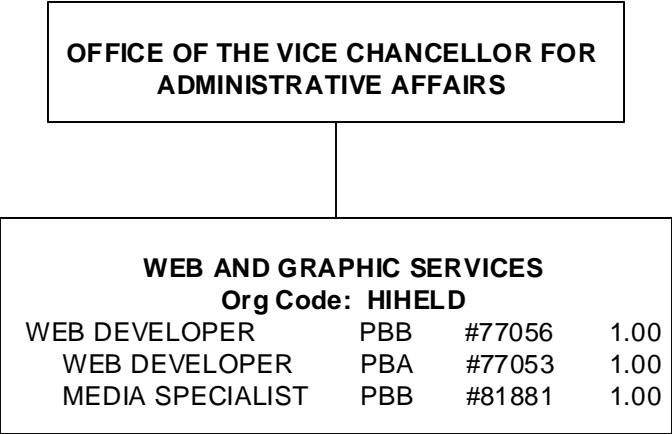 OFFICE OF THE VICE CHANCELLOR FOR
ADMINISTRATIVE AFFAIRS
WEB AND GRAPHIC SERVICES
Org Code: HIHELD
WEB DEVELOPER PBB #77056 1.00
WEB DEVELOPER PBA #77053 1.00
MEDIA SPECIALIST PBB #81881 1.00